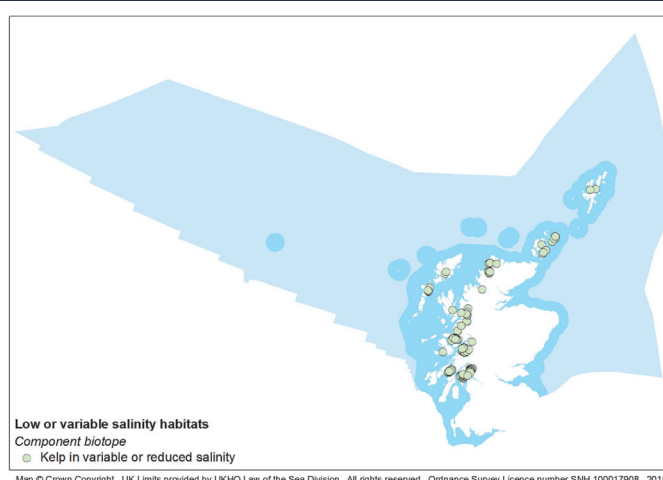 Low or variable salinity habitats
Component biotope
Kelp in variable or reduced salinity
Map © Crown Copyright . UK Limits provided by UKHO Law of the Sea Division . All rights reserved . Ordnance Survey Licence number SNH 100017908